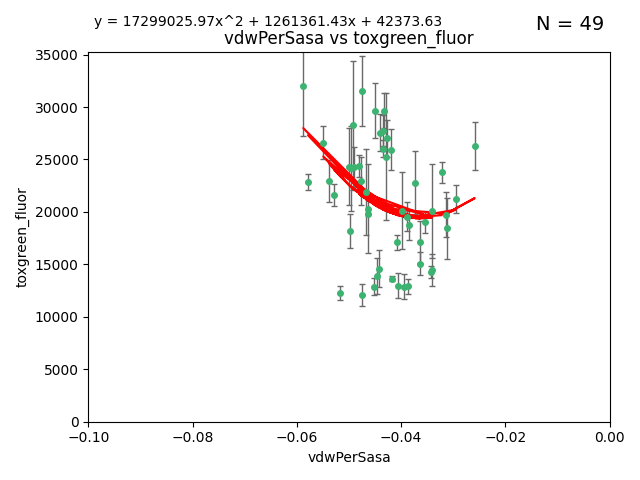 y = 17299025.97x^2 + 1261361.43x + 42373.63
N = 49
vdwPerSasa vs toxgreen_fluor
35000
30000
25000
20000
15000
10000
5000
0
toxgreen_fluor
−0.10 −0.08 −0.06 −0.04 −0.02 0.00
vdwPerSasa